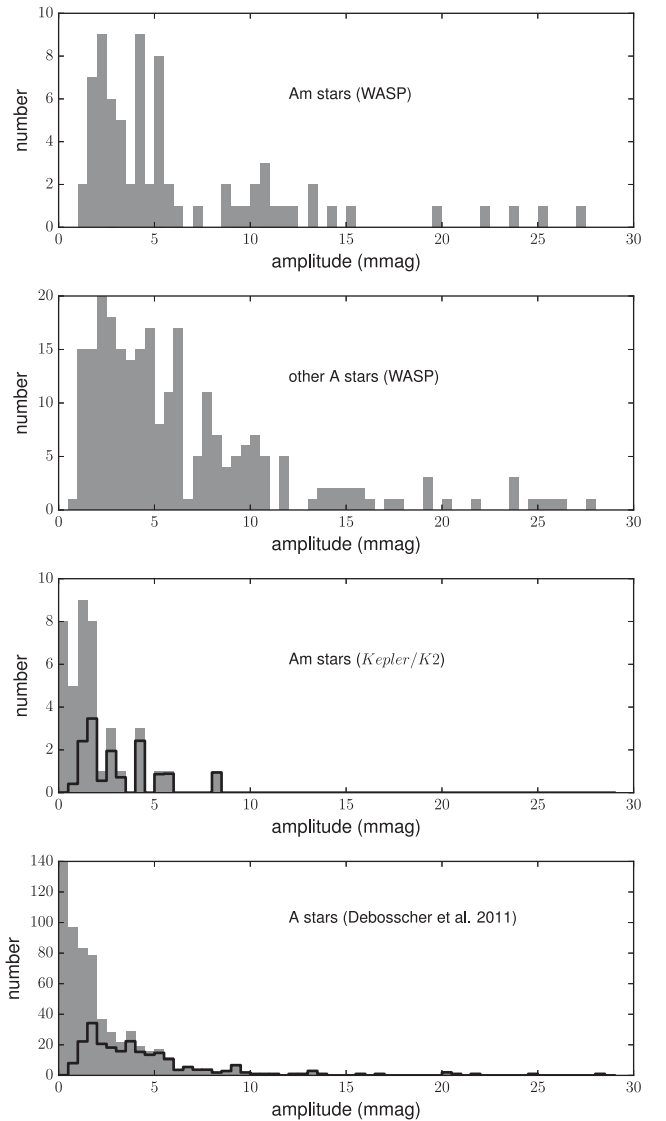 10
8
6
4
2
0
number
Am stars (WASP)
0 5 10 15 20 25 30
amplitude (mmag)
20
15
10
5
0
number
other A stars (WASP)
0 5 10 15 20 25 30
amplitude (mmag)
10
8
6
4
2
0
number
Am stars (Kepler/K2)
0 5 10 15 20 25 30
amplitude (mmag)
140
120
100
80
60
40
20
0
number
A stars (Debosscher et al. 2011)
0 5 10 15 20 25 30
amplitude (mmag)